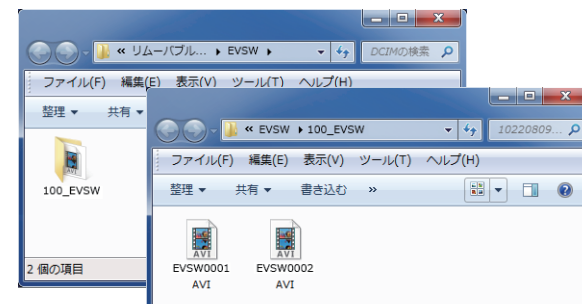 « リムーバブル... ▸ EVSW ▸
DCIMの検索
ファイル(F) 編集(E) 表示(V) ツール(T) ヘルプ(H)
整理 ▼ 共有 ▼
AVI
100_EVSW
2 個の項目
« EVSW ▸ 100_EVSW
10220809...
ファイル(F) 編集(E) 表示(V) ツール(T) ヘルプ(H)
整理 ▼ 共有 ▼ 書き込む »
AVI AVI
EVSW0001 EVSW0002
AVI AVI